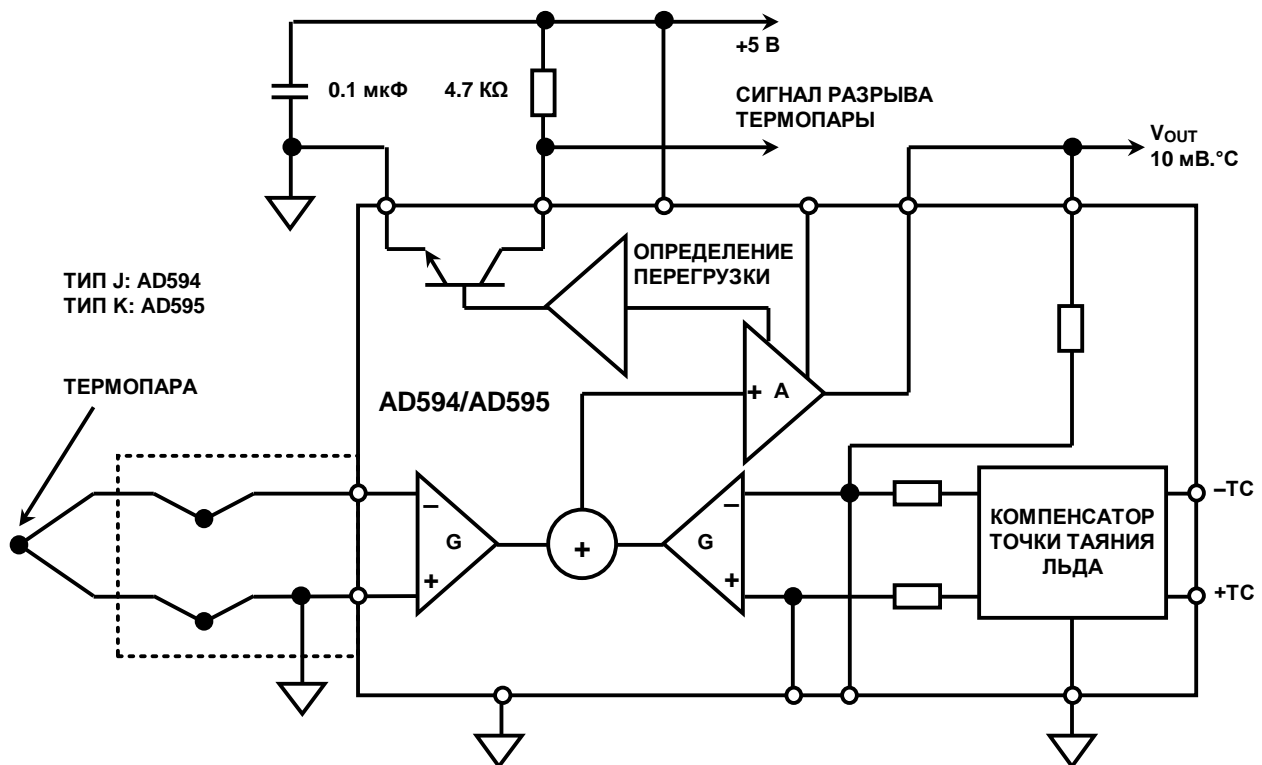 +5 В
0.1 мкФ
4.7 КΩ
СИГНАЛ РАЗРЫВА
ТЕРМОПАРЫ
VOUT
10 мВ.°С
ТИП J: AD594
ТИП K: AD595
ОПРЕДЕЛЕНИЕ
ПЕРЕГРУЗКИ
ТЕРМОПАРА
AD594/AD595
+ A
– G +
+
– G +
КОМПЕНСАТОР
ТОЧКИ ТАЯНИЯ
ЛЬДА
–TC
+TC